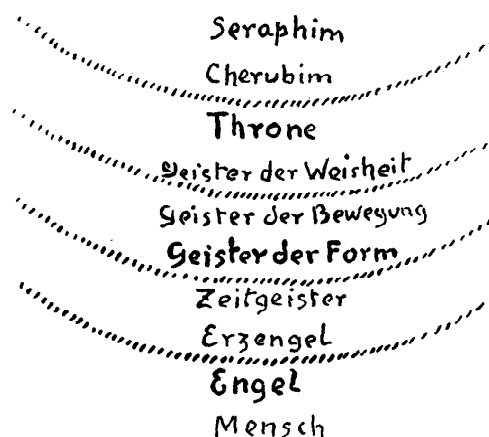 Seraphim
Cherubim
Throne
Geister der Weisheit
Geister der Bewegung
Geister der Form
Zeitgeister
Erzengel
Engel
Mensch